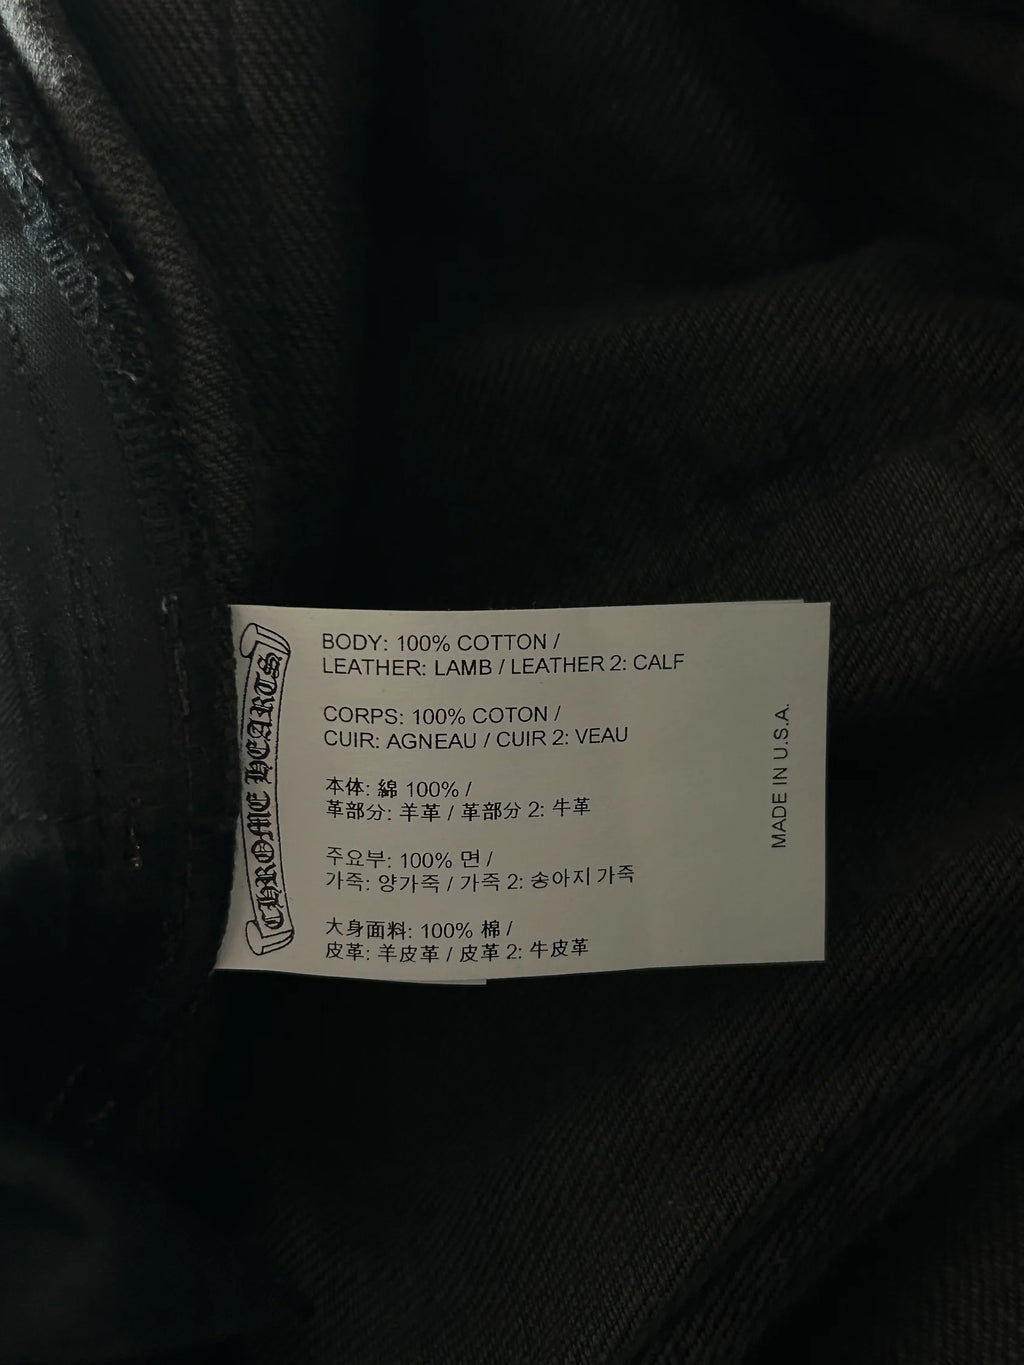 CHROME HEARTS
BODY: 100% COTTON /
LEATHER: LAMB / LEATHER 2: CALF
CORPS: 100% COTON /
CUIR: AGNEAU / CUIR 2: VEAU
本体: 綿 100% /
革部分: 羊革 / 革部分 2: 牛革
주요부: 100% 면 /
가죽: 양가죽 / 가죽 2: 송아지 가죽
大身面料: 100% 棉 /
皮革: 羊皮革 / 皮革 2: 牛皮革
MADE IN U.S.A.